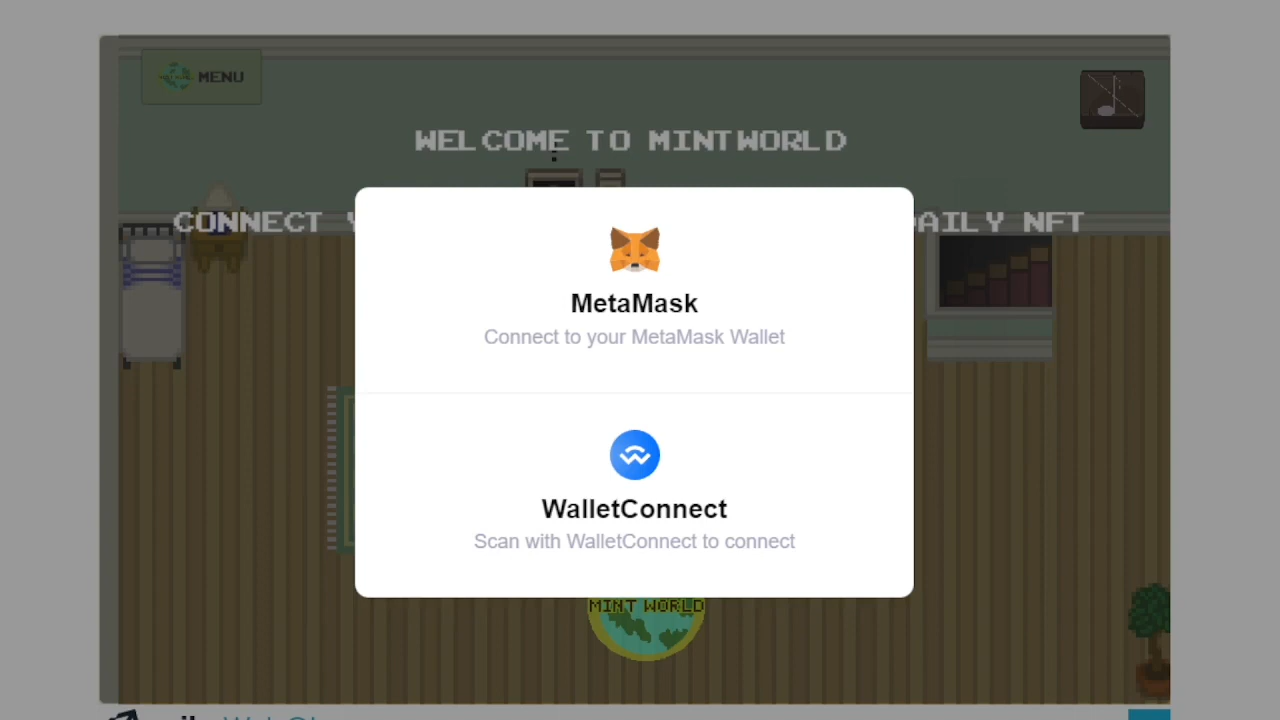 MENU
WELCOME TO MINTWORLD
CONNECT
DAILY NFT
MetaMask
Connect to your MetaMask Wallet
WalletConnect
Scan with WalletConnect to connect
MINT WORLD